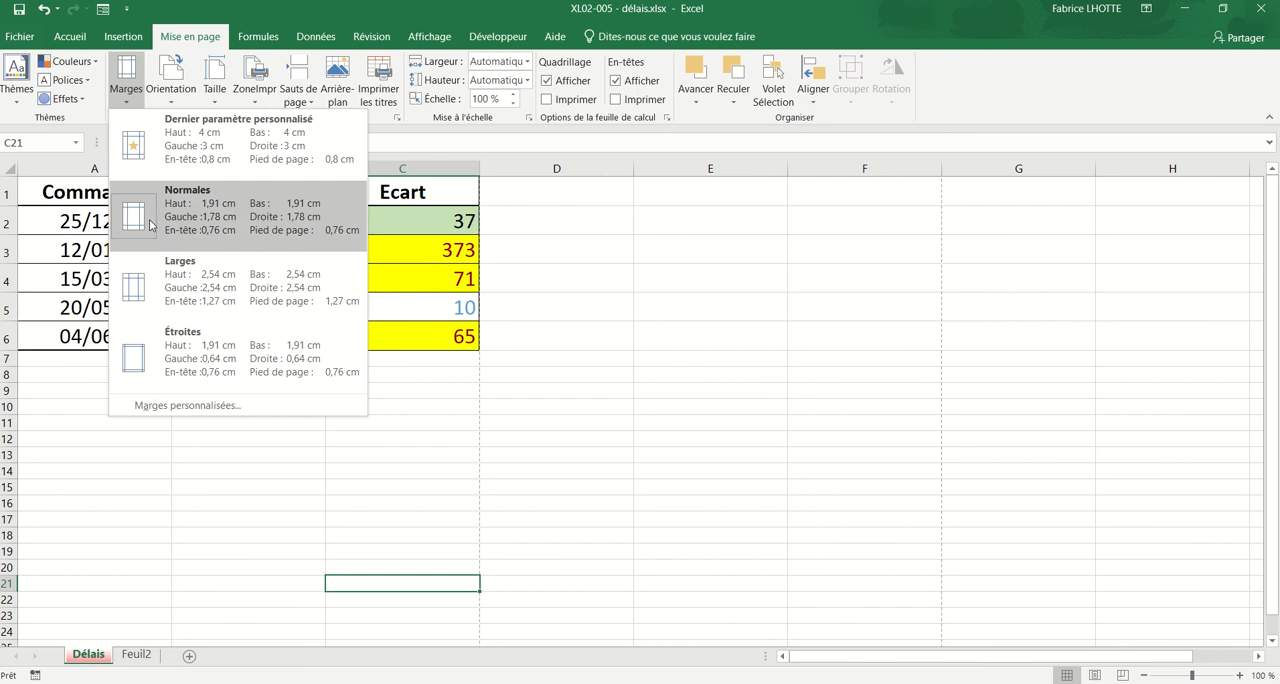 XL02-005 - délais.xlsx - Excel
Fabrice LHOTTE
Fichier Accueil Insertion Mise en page Formules Données Révision Affichage Développeur Aide Dites-nous ce que vous voulez faire Partager
Thèmes
Couleurs
Polices
Effets
Thèmes
Marges Orientation Taille ZoneImpr Sauts de page Arrière-plan Imprimer les titres
Largeur : Automatiqu
Hauteur : Automatiqu
Échelle : 100 %
Mise à l'échelle
Quadrillage En-têtes
Afficher Afficher
Imprimer Imprimer
Options de la feuille de calcul
Avancer Reculer Volet Sélection Aligner Grouper Rotation
Organiser
C21
Dernier paramètre personnalisé
Haut : 4 cm Bas : 4 cm
Gauche :3 cm Droite :3 cm
En-tête :0,8 cm Pied de page : 0,8 cm
Normales
Haut : 1,91 cm Bas : 1,91 cm
Gauche :1,78 cm Droite : 1,78 cm
En-tête :0,76 cm Pied de page : 0,76 cm
Larges
Haut : 2,54 cm Bas : 2,54 cm
Gauche :2,54 cm Droite : 2,54 cm
En-tête :1,27 cm Pied de page : 1,27 cm
Étroites
Haut : 1,91 cm Bas : 1,91 cm
Gauche :0,64 cm Droite : 0,64 cm
En-tête :0,76 cm Pied de page : 0,76 cm
Marges personnalisées...
A C D E F G H
1 Comma Ecart
2 25/12 37
3 12/01 373
4 15/03 71
5 20/05 10
6 04/06 65
7
8
9
10
11
12
13
14
15
16
17
18
19
20
21
22
23
24
25
Délais Feuil2
Prêt 100 %